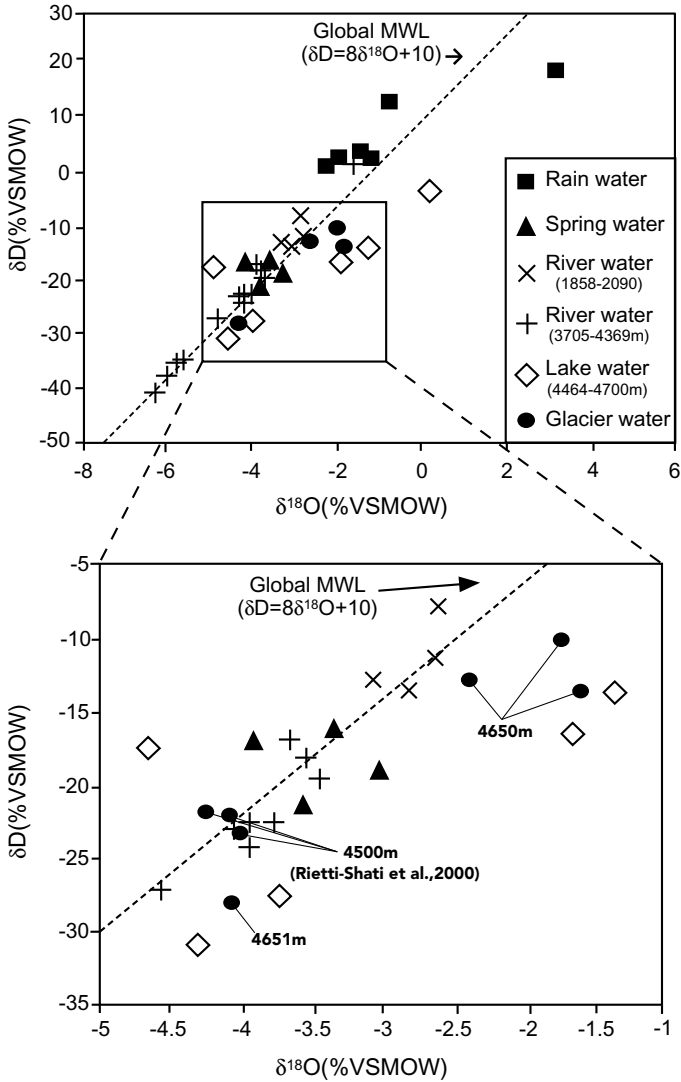 30
20
10
0
-10
-20
-30
-40
-50
δD(%VSMOW)
Global MWL
(δD=8δ¹⁸O+10)
Rain water
Spring water
River water
(1858-2090)
River water
(3705-4369m)
Lake water
(4464-4700m)
Glacier water
-8 -6 -4 -2 0 2 4 6
δ¹⁸O(%VSMOW)
-5
-10
-15
-20
-25
-30
-35
δD(%VSMOW)
Global MWL
(δD=8δ¹⁸O+10)
4650m
4500m
(Rietti-Shati et al.,2000)
4651m
-5 -4.5 -4 -3.5 -3 -2.5 -2 -1.5 -1
δ¹⁸O(%VSMOW)